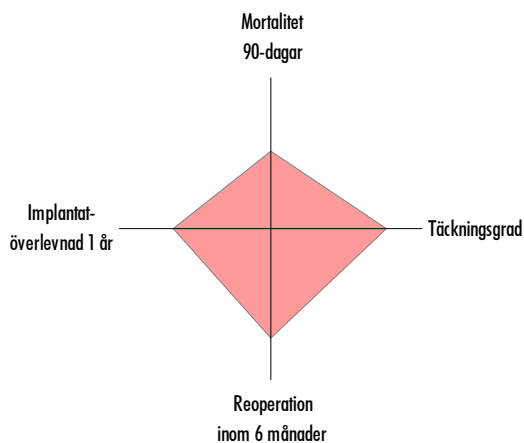 Mortalitet
90-dagar
Implantat-
överlevnad 1 år
Täckningsgrad
Reoperation
inom 6 månader